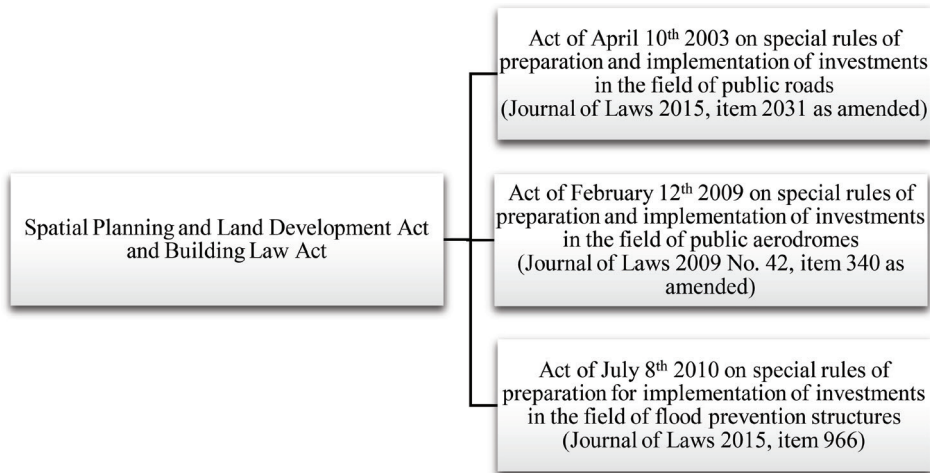 Act of April 10th 2003 on special rules of
preparation and implementation of investments
in the field of public roads
(Journal of Laws 2015, item 2031 as amended)
Spatial Planning and Land Development Act
and Building Law Act
Act of February 12th 2009 on special rules of
preparation and implementation of investments
in the field of public aerodromes
(Journal of Laws 2009 No. 42, item 340 as
amended)
Act of July 8th 2010 on special rules of
preparation for implementation of investments
in the field of flood prevention structures
(Journal of Laws 2015, item 966)